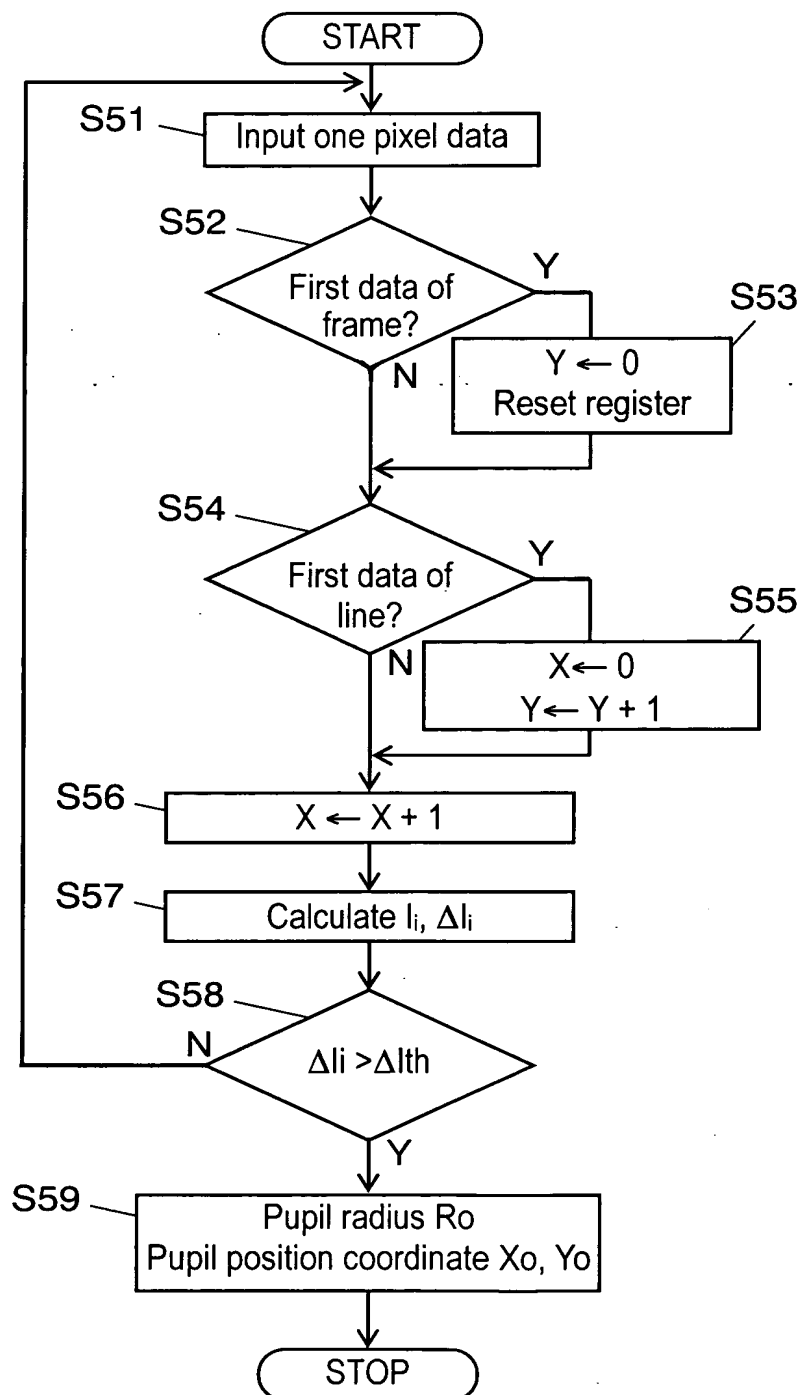 START
S51
Input one pixel data
S52
First data of
frame?
Y
N
S53
Y ← 0
Reset register
S54
First data of
line?
Y
N
S55
X ← 0
Y ← Y + 1
S56
X ← X + 1
S57
Calculate Ii, ΔIi
S58
N
ΔIi > ΔIth
Y
S59
Pupil radius Ro
Pupil position coordinate Xo, Yo
STOP